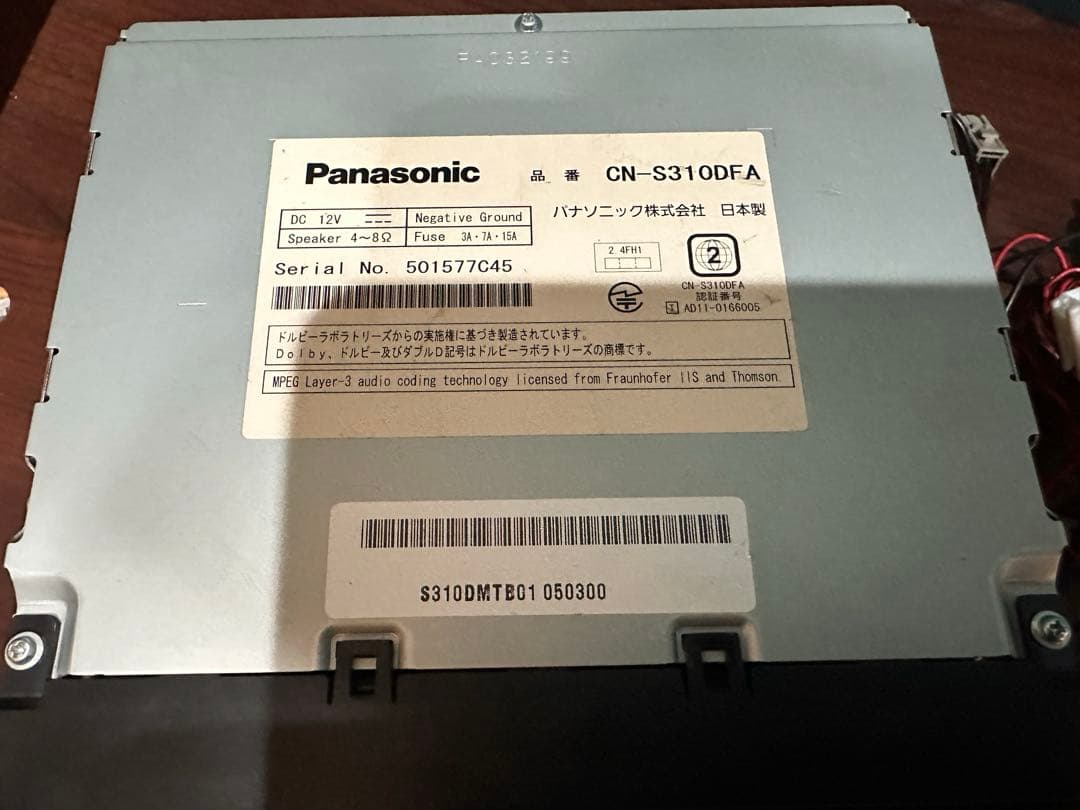 Panasonic 品 番 CN-S310DFA
パナソニック株式会社 日本製
DC 12V Negative Ground
Speaker 4~8Ω Fuse 3A・7A・15A
2.4FH1
2
Serial No. 501577C45
CN-S310DFA
認証番号
AD11-0166005
ドルビーラボラトリーズからの実施権に基づき製造されています。
Dolby、ドルビー及びダブルD記号はドルビーラボラトリーズの商標です。
MPEG Layer-3 audio coding technology licensed from Fraunhofer IIS and Thomson.
S310DMTB01 050300